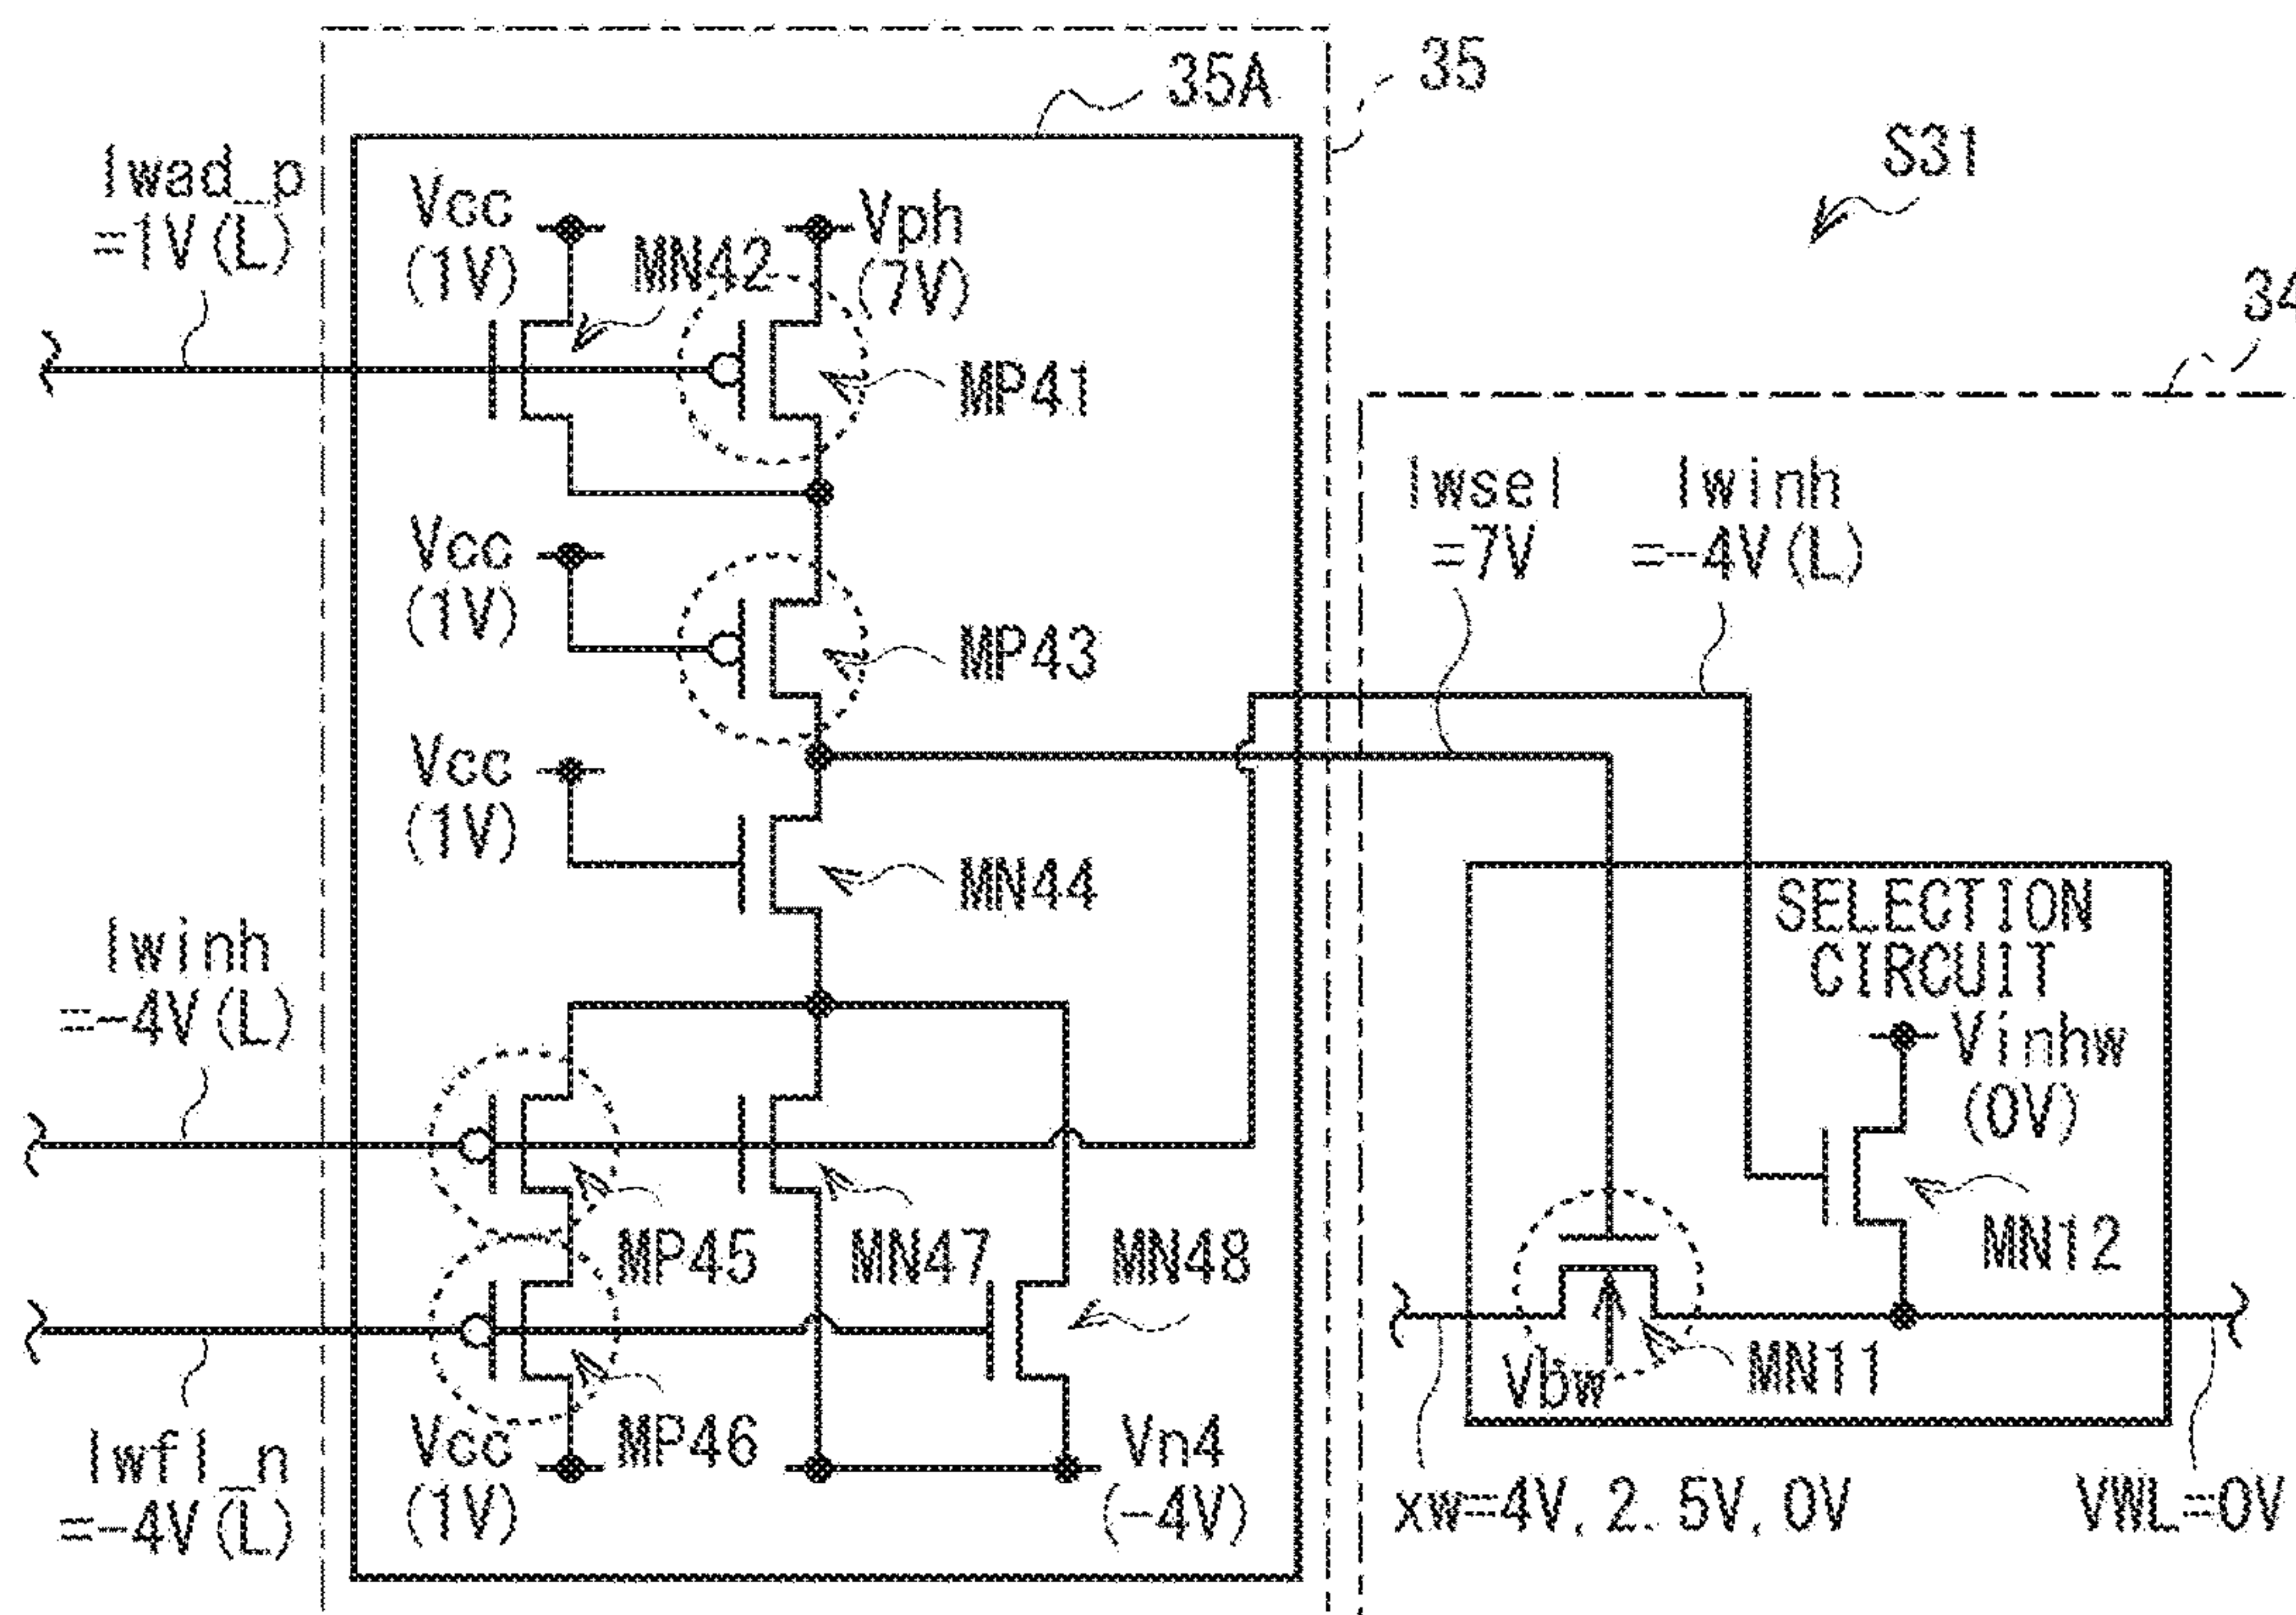 35A
35
S31
lwad_p
=1V(L)
Vcc
(1V)
MN42
Vph
(7V)
MP41
34
lwsel
=7V
lwinh
=-4V(L)
Vcc
(1V)
MP43
Vcc
(1V)
MN44
SELECTION
CIRCUIT
Vinhw
(0V)
lwinh
=-4V(L)
MP45
MN47
MN48
MN12
Vbw
MN11
lwfl_n
=-4V(L)
Vcc
(1V)
MP46
Vn4
(-4V)
xw=4V, 2.5V, 0V
VWL=0V